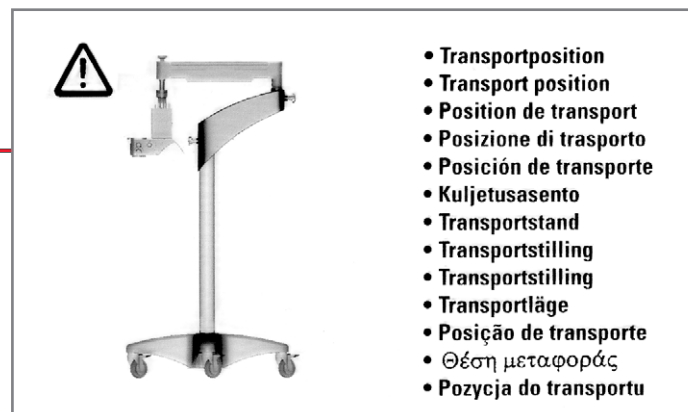 • Transportposition
• Transport position
• Position de transport
• Posizione di trasporto
• Posición de transporte
• Kuljetusasento
• Transportstand
• Transportstilling
• Transportstilling
• Transportläge
• Posição de transporte
• Θέση μεταφοράς
• Pozycja do transportu